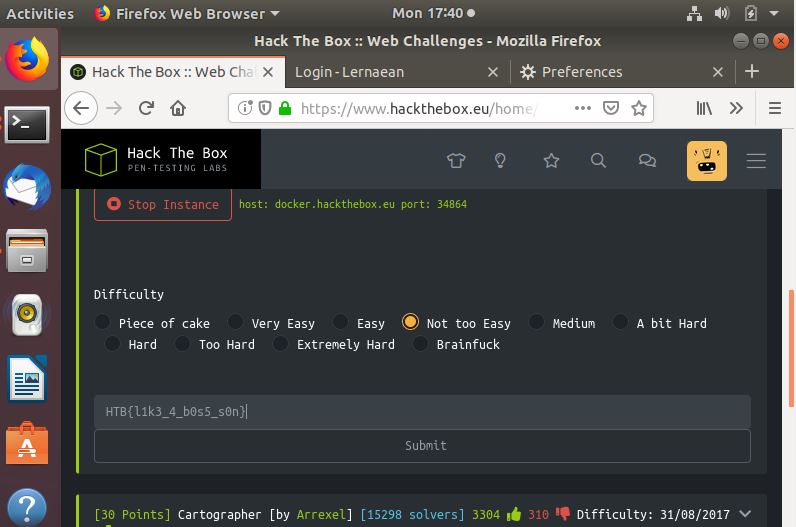 Activities Firefox Web Browser Mon 17:40
Hack The Box :: Web Challenges - Mozilla Firefox
Hack The Box :: Web Chal Login - Lernaean Preferences
https://www.hackthebox.eu/home/
Hack The Box
PEN-TESTING LABS
Stop Instance host: docker.hackthebox.eu port: 34864
Difficulty
Piece of cake Very Easy Easy Not too Easy Medium A bit Hard
Hard Too Hard Extremely Hard Brainfuck
HTB{l1k3_4_b0s5_s0n}
Submit
[30 Points] Cartographer [by Arrexel] [15298 solvers] 3304 310 Difficulty: 31/08/2017